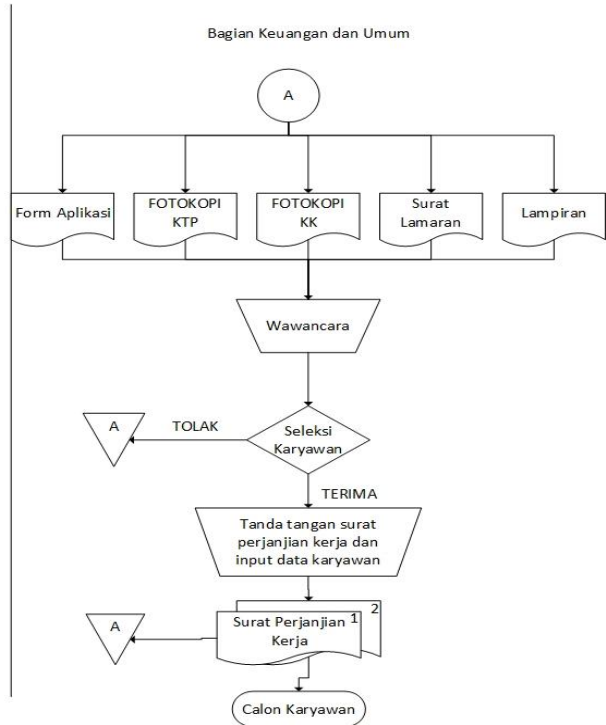 Bagian Keuangan dan Umum
A
Form Aplikasi
FOTOKOPI
KTP
FOTOKOPI
KK
Surat
Lamaran
Lampiran
Wawancara
A
TOLAK
Seleksi
Karyawan
TERIMA
Tanda tangan surat
perjanjian kerja dan
input data karyawan
2
A
Surat Perjanjian 1
Kerja
Calon Karyawan